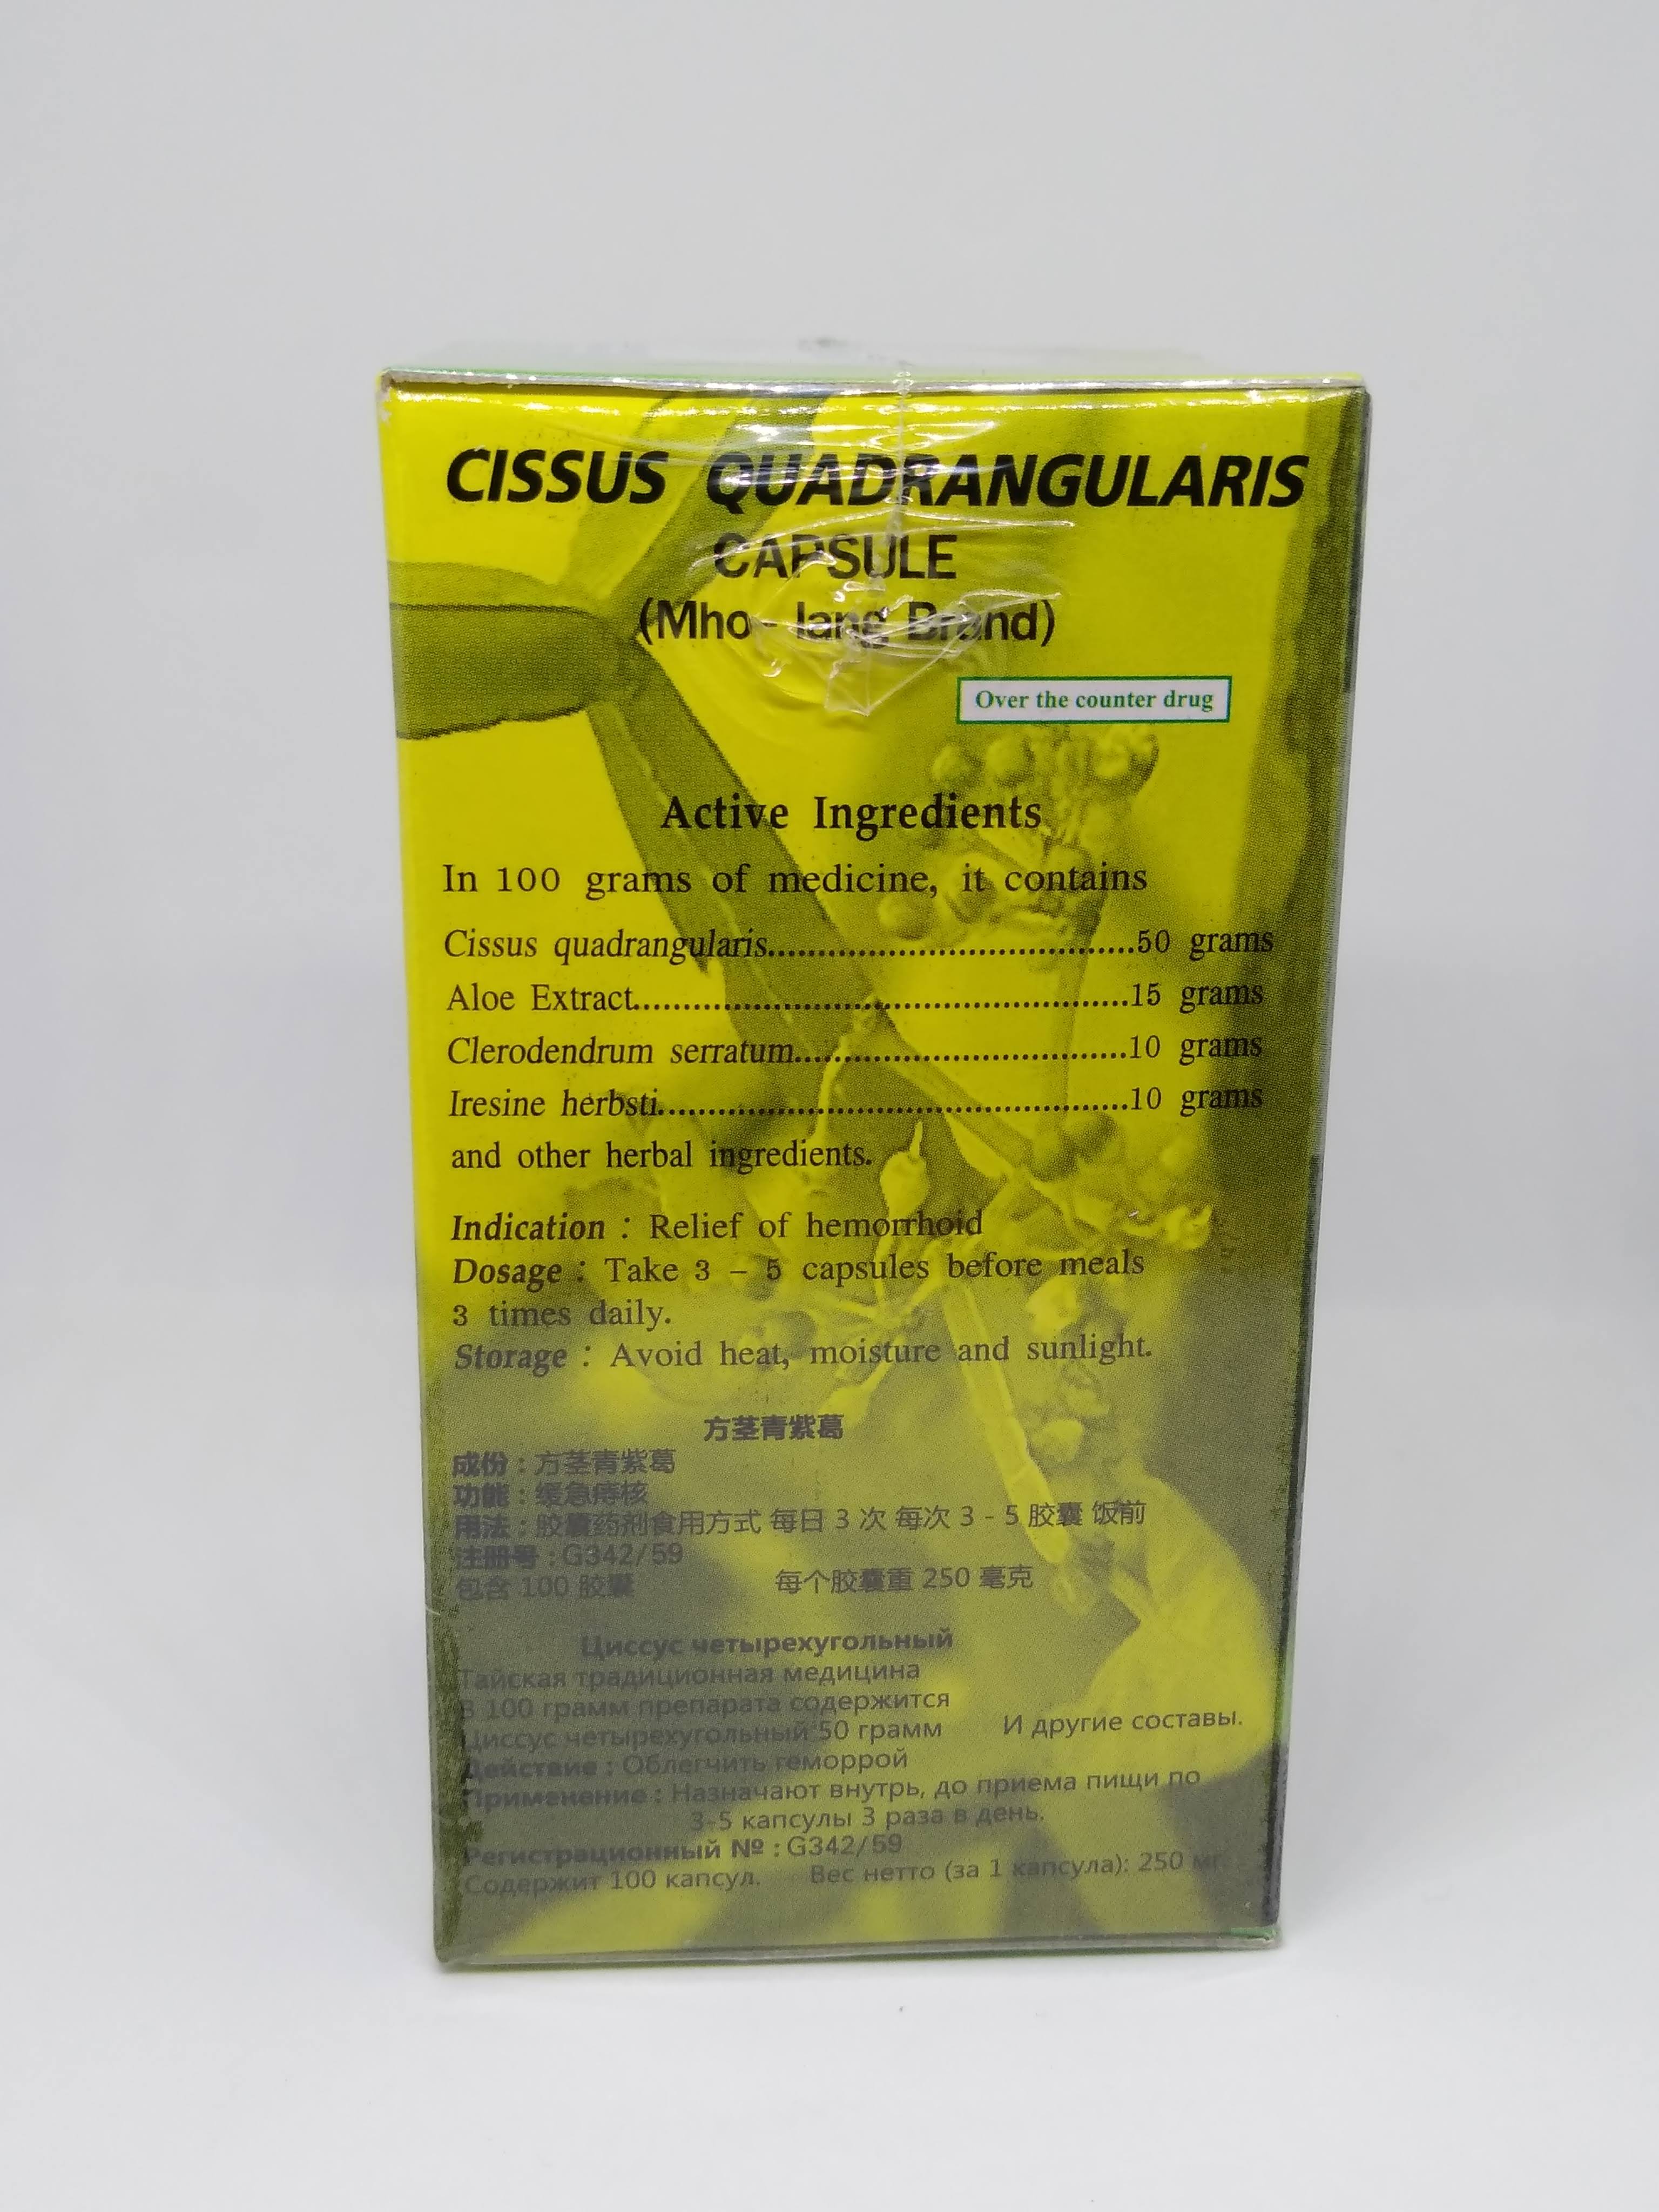 CISSUS QUADRANGULARIS
CAPSULE
(Mho - lang Brand)
Over the counter drug
Active Ingredients
In 100 grams of medicine, it contains
Cissus quadrangularis......................................50 grams
Aloe Extract...................................................15 grams
Clerodendrum serratum...................................10 grams
Iresine herbsti.................................................10 grams
and other herbal ingredients.
Indication : Relief of hemorrhoid
Dosage : Take 3 – 5 capsules before meals
3 times daily.
Storage : Avoid heat, moisture and sunlight.
方茎青紫葛
成份 : 方茎青紫葛
功能 : 缓急痔核
用法 : 胶囊药剂食用方式 每日 3 次 每次 3 - 5 胶囊 饭前
注册号 : G342/59
包含 100 胶囊 每个胶囊重 250 毫克
Циссус четырехугольный
Тайская традиционная медицина
В 100 грамм препарата содержится
Циссус четырехугольный 50 грамм И другие составы.
Действие : Облегчить геморрой
Применение : Назначают внутрь, до приема пищи по
3-5 капсулы 3 раза в день.
Регистрационный № : G342/59
Содержит 100 капсул. Вес нетто (за 1 капсула): 250 мг.